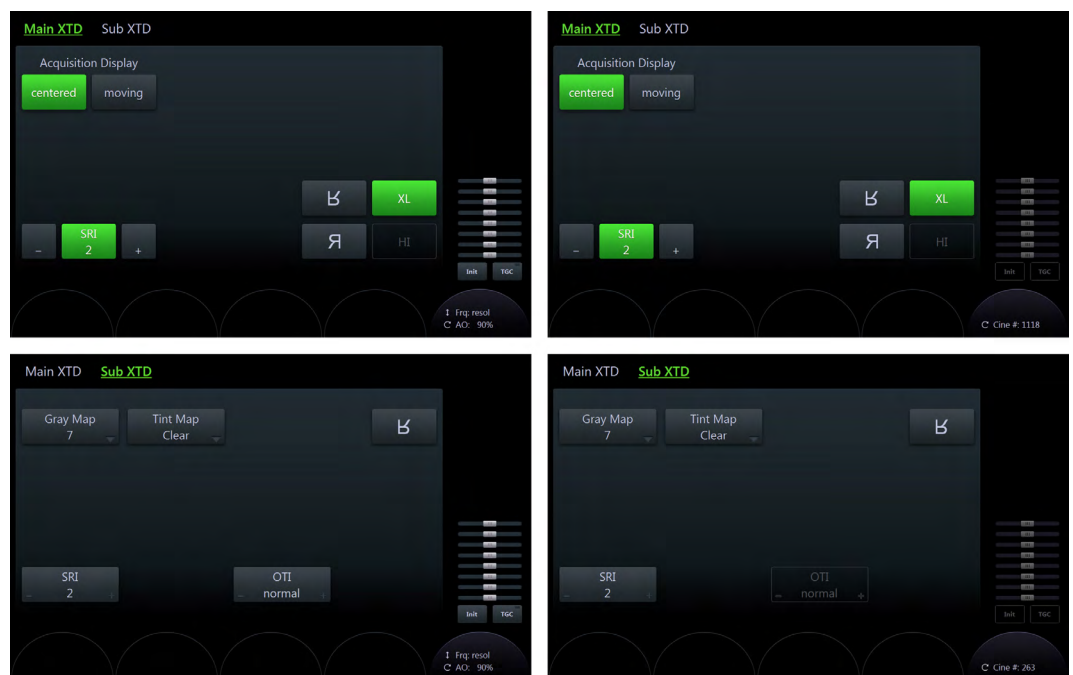 Main XTD Sub XTD
Acquisition Display
centered moving
ʁ XL
- SRI 2 +
Я HI
Init TGC
↕ Frq: resol
C AO: 90%
Main XTD Sub XTD
Acquisition Display
centered moving
ʁ XL
- SRI 2 +
Я HI
Init TGC
C Cine #: 1118
Main XTD Sub XTD
Gray Map 7
Tint Map Clear
ʁ
SRI
- 2 +
OTI
- normal +
Init TGC
↕ Frq: resol
C AO: 90%
Main XTD Sub XTD
Gray Map 7
Tint Map Clear
ʁ
SRI
- 2 +
OTI
- normal +
Init TGC
C Cine #: 263